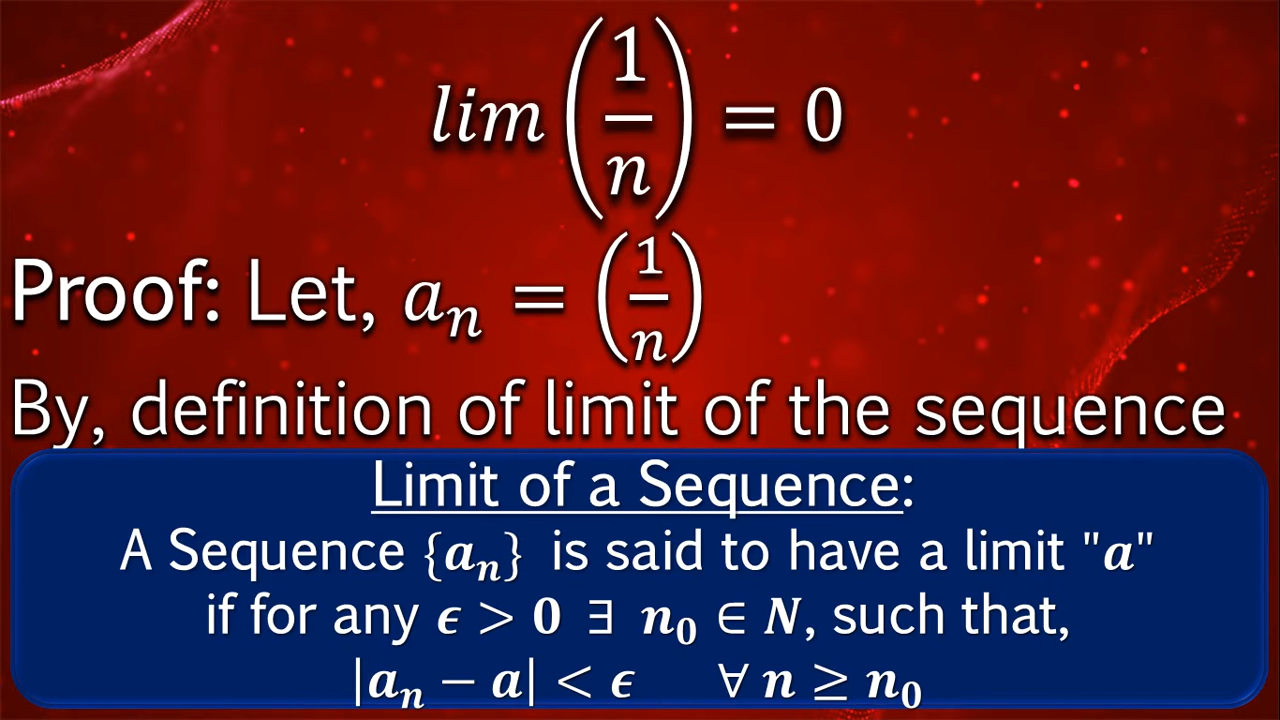 lim (1/n) = 0
Proof: Let, aₙ = (1/n)
By, definition of limit of the sequence
Limit of a Sequence:
A Sequence {aₙ} is said to have a limit "a"
if for any ϵ > 0 ∃ n₀ ∈ N, such that,
|aₙ − a| < ϵ ∀ n ≥ n₀